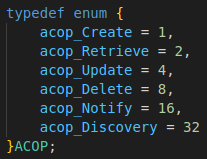 typedef enum {
    acop_Create = 1,
    acop_Retrieve = 2,
    acop_Update = 4,
    acop_Delete = 8,
    acop_Notify = 16,
    acop_Discovery = 32
}ACOP;